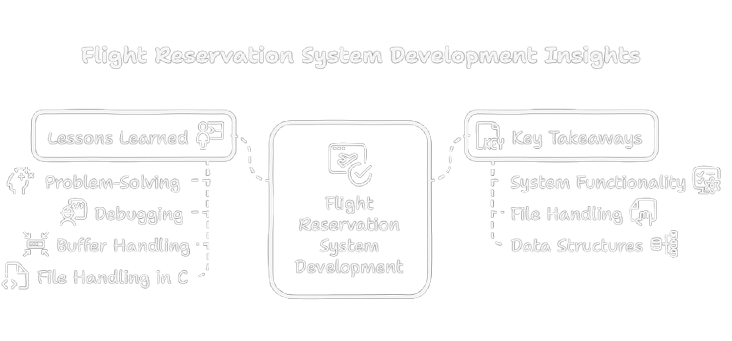 Flight Reservation System Development Insights
Lessons Learned
Problem-Solving
Debugging
Buffer Handling
File Handling in C
Flight
Reservation
System
Development
KEY
Key Takeaways
System Functionality
File Handling
Data Structures